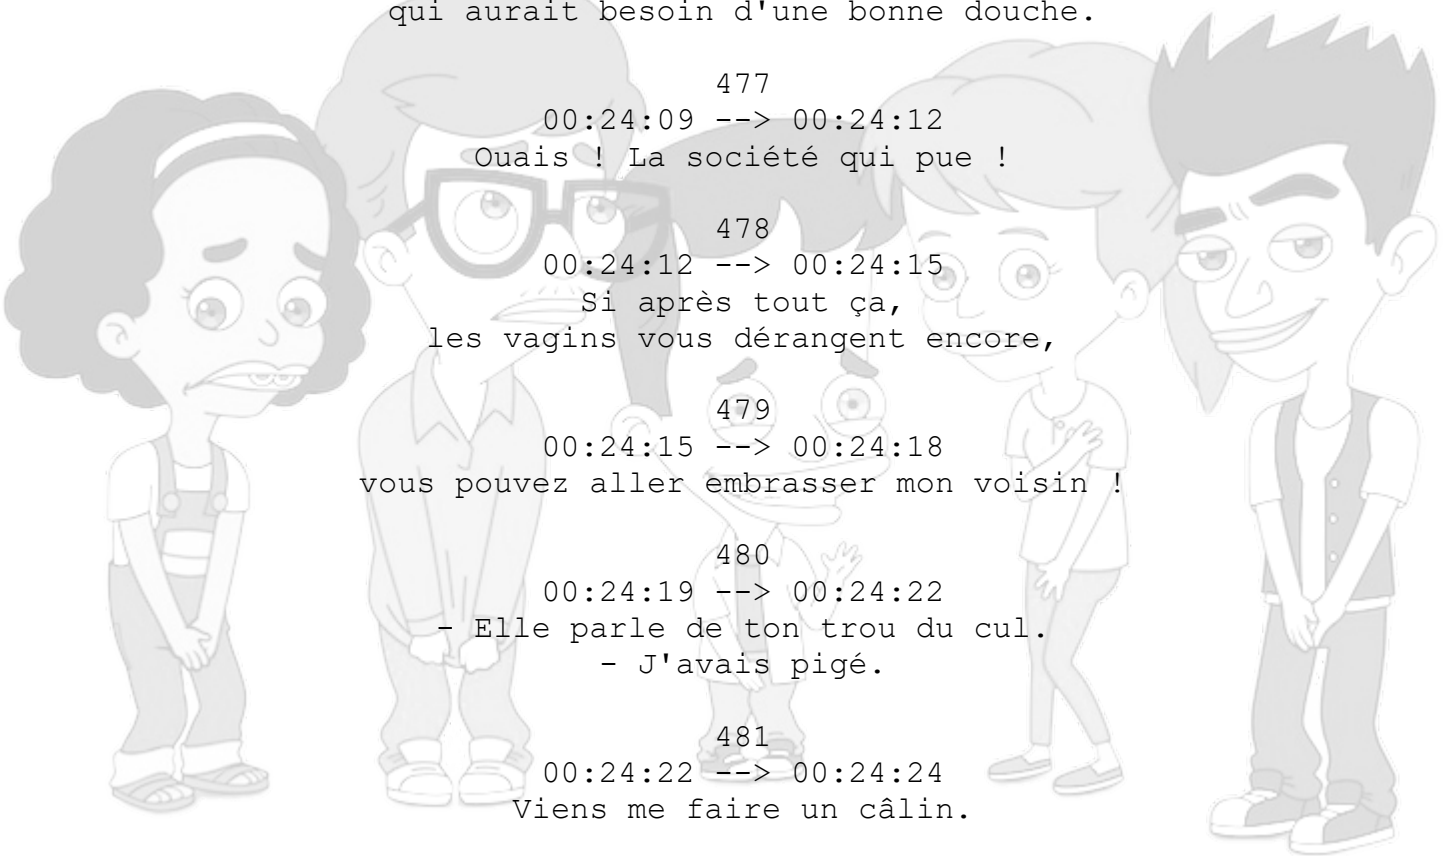 qui aurait besoin d'une bonne douche.
477
00:24:09 --> 00:24:12
Ouais ! La société qui pue !
478
00:24:12 --> 00:24:15
Si après tout ça,
les vagins vous dérangent encore,
479
00:24:15 --> 00:24:18
vous pouvez aller embrasser mon voisin !
480
00:24:19 --> 00:24:22
- Elle parle de ton trou du cul.
- J'avais pigé.
481
00:24:22 --> 00:24:24
Viens me faire un câlin.